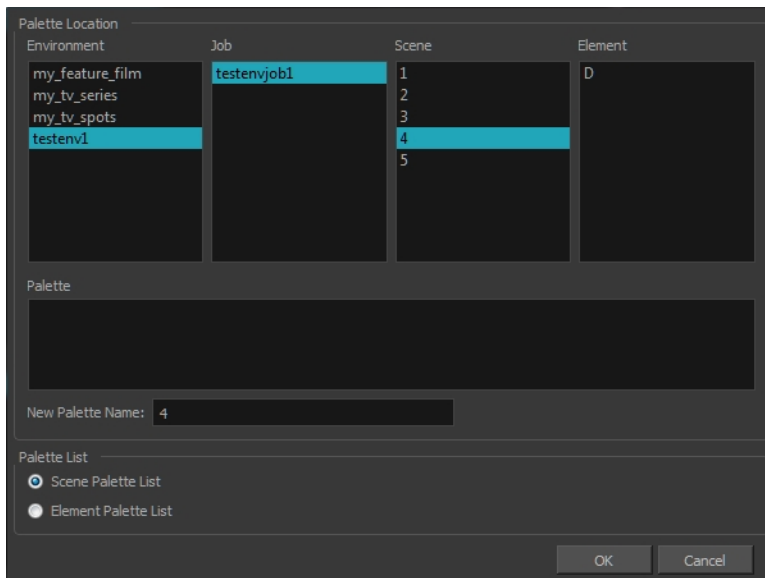 Palette Location
Environment Job Scene Element
my_feature_film testenvjob1 1 D
my_tv_series 2
my_tv_spots 3
testenv1 4
5
Palette
New Palette Name: 4
Palette List
Scene Palette List
Element Palette List
OK Cancel